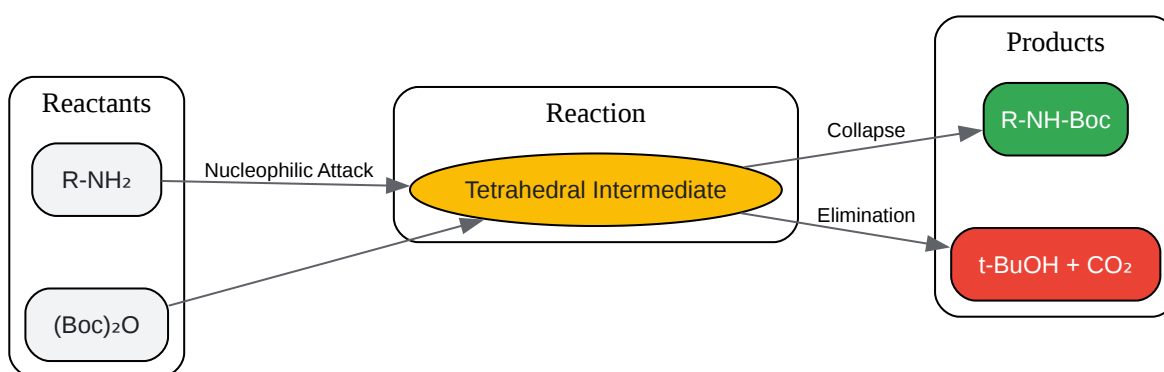 Reactants
R-NH₂
(Boc)₂O
Nucleophilic Attack
Reaction
Tetrahedral Intermediate
Collapse
Elimination
Products
R-NH-Boc
t-BuOH + CO₂